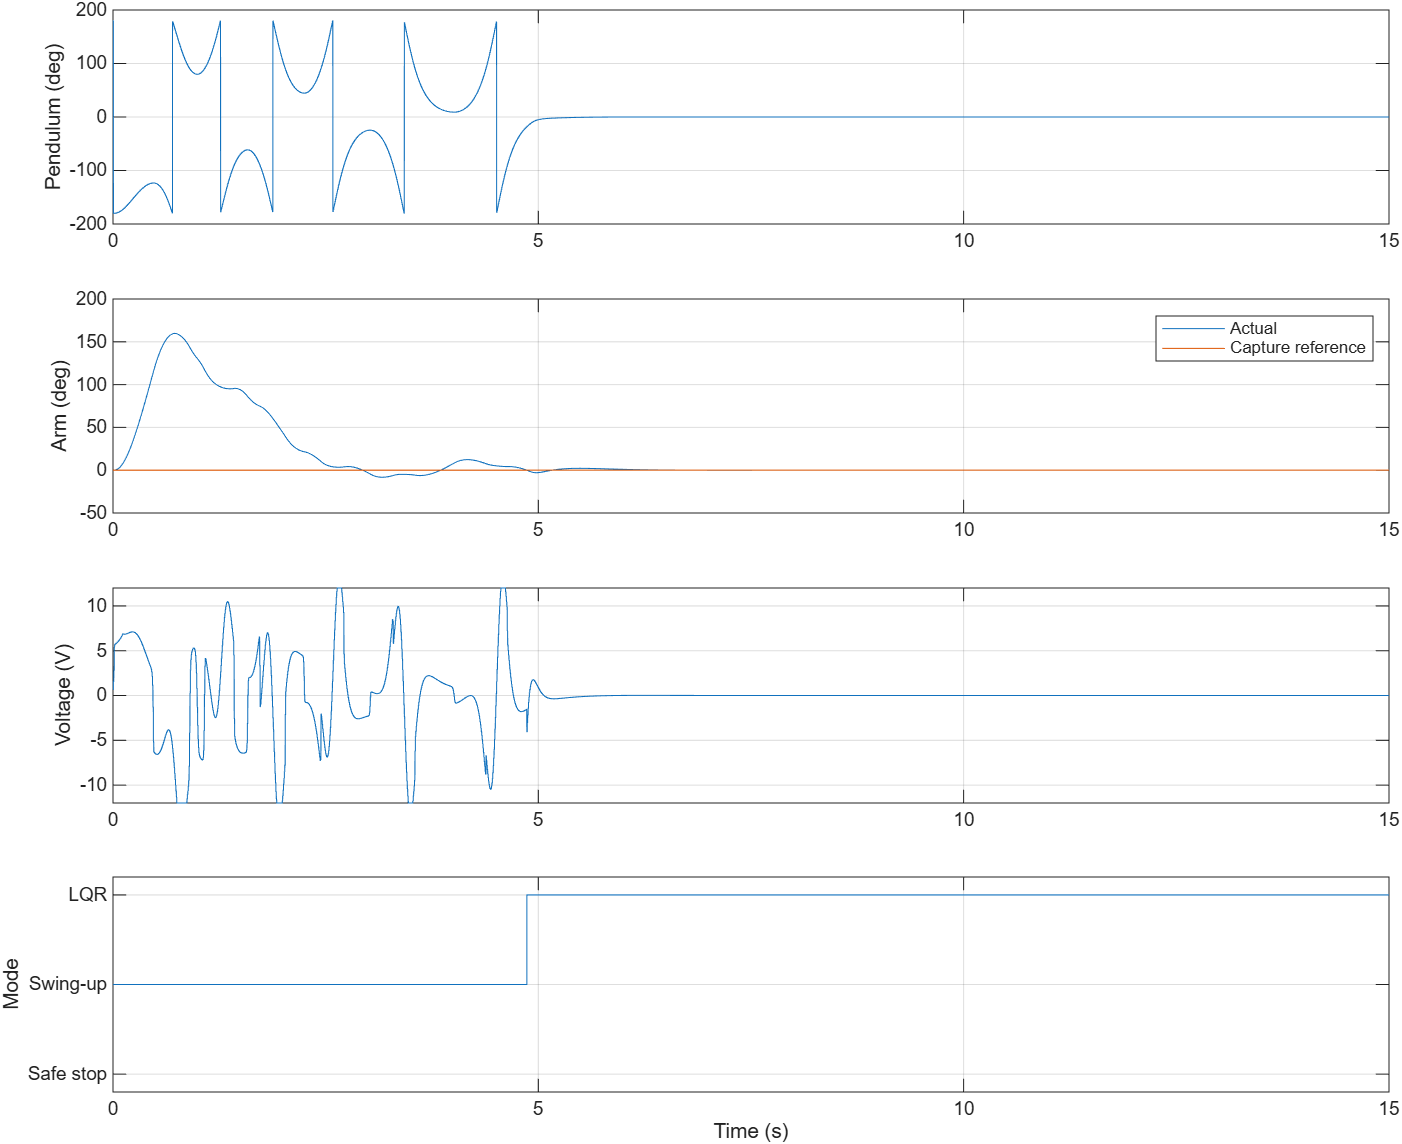 200
100
0
-100
-200
Pendulum (deg)
0 5 10 15
200
150
100
50
0
-50
Arm (deg)
Actual
Capture reference
0 5 10 15
10
5
0
-5
-10
Voltage (V)
0 5 10 15
LQR
Swing-up
Safe stop
Mode
0 5 10 15
Time (s)